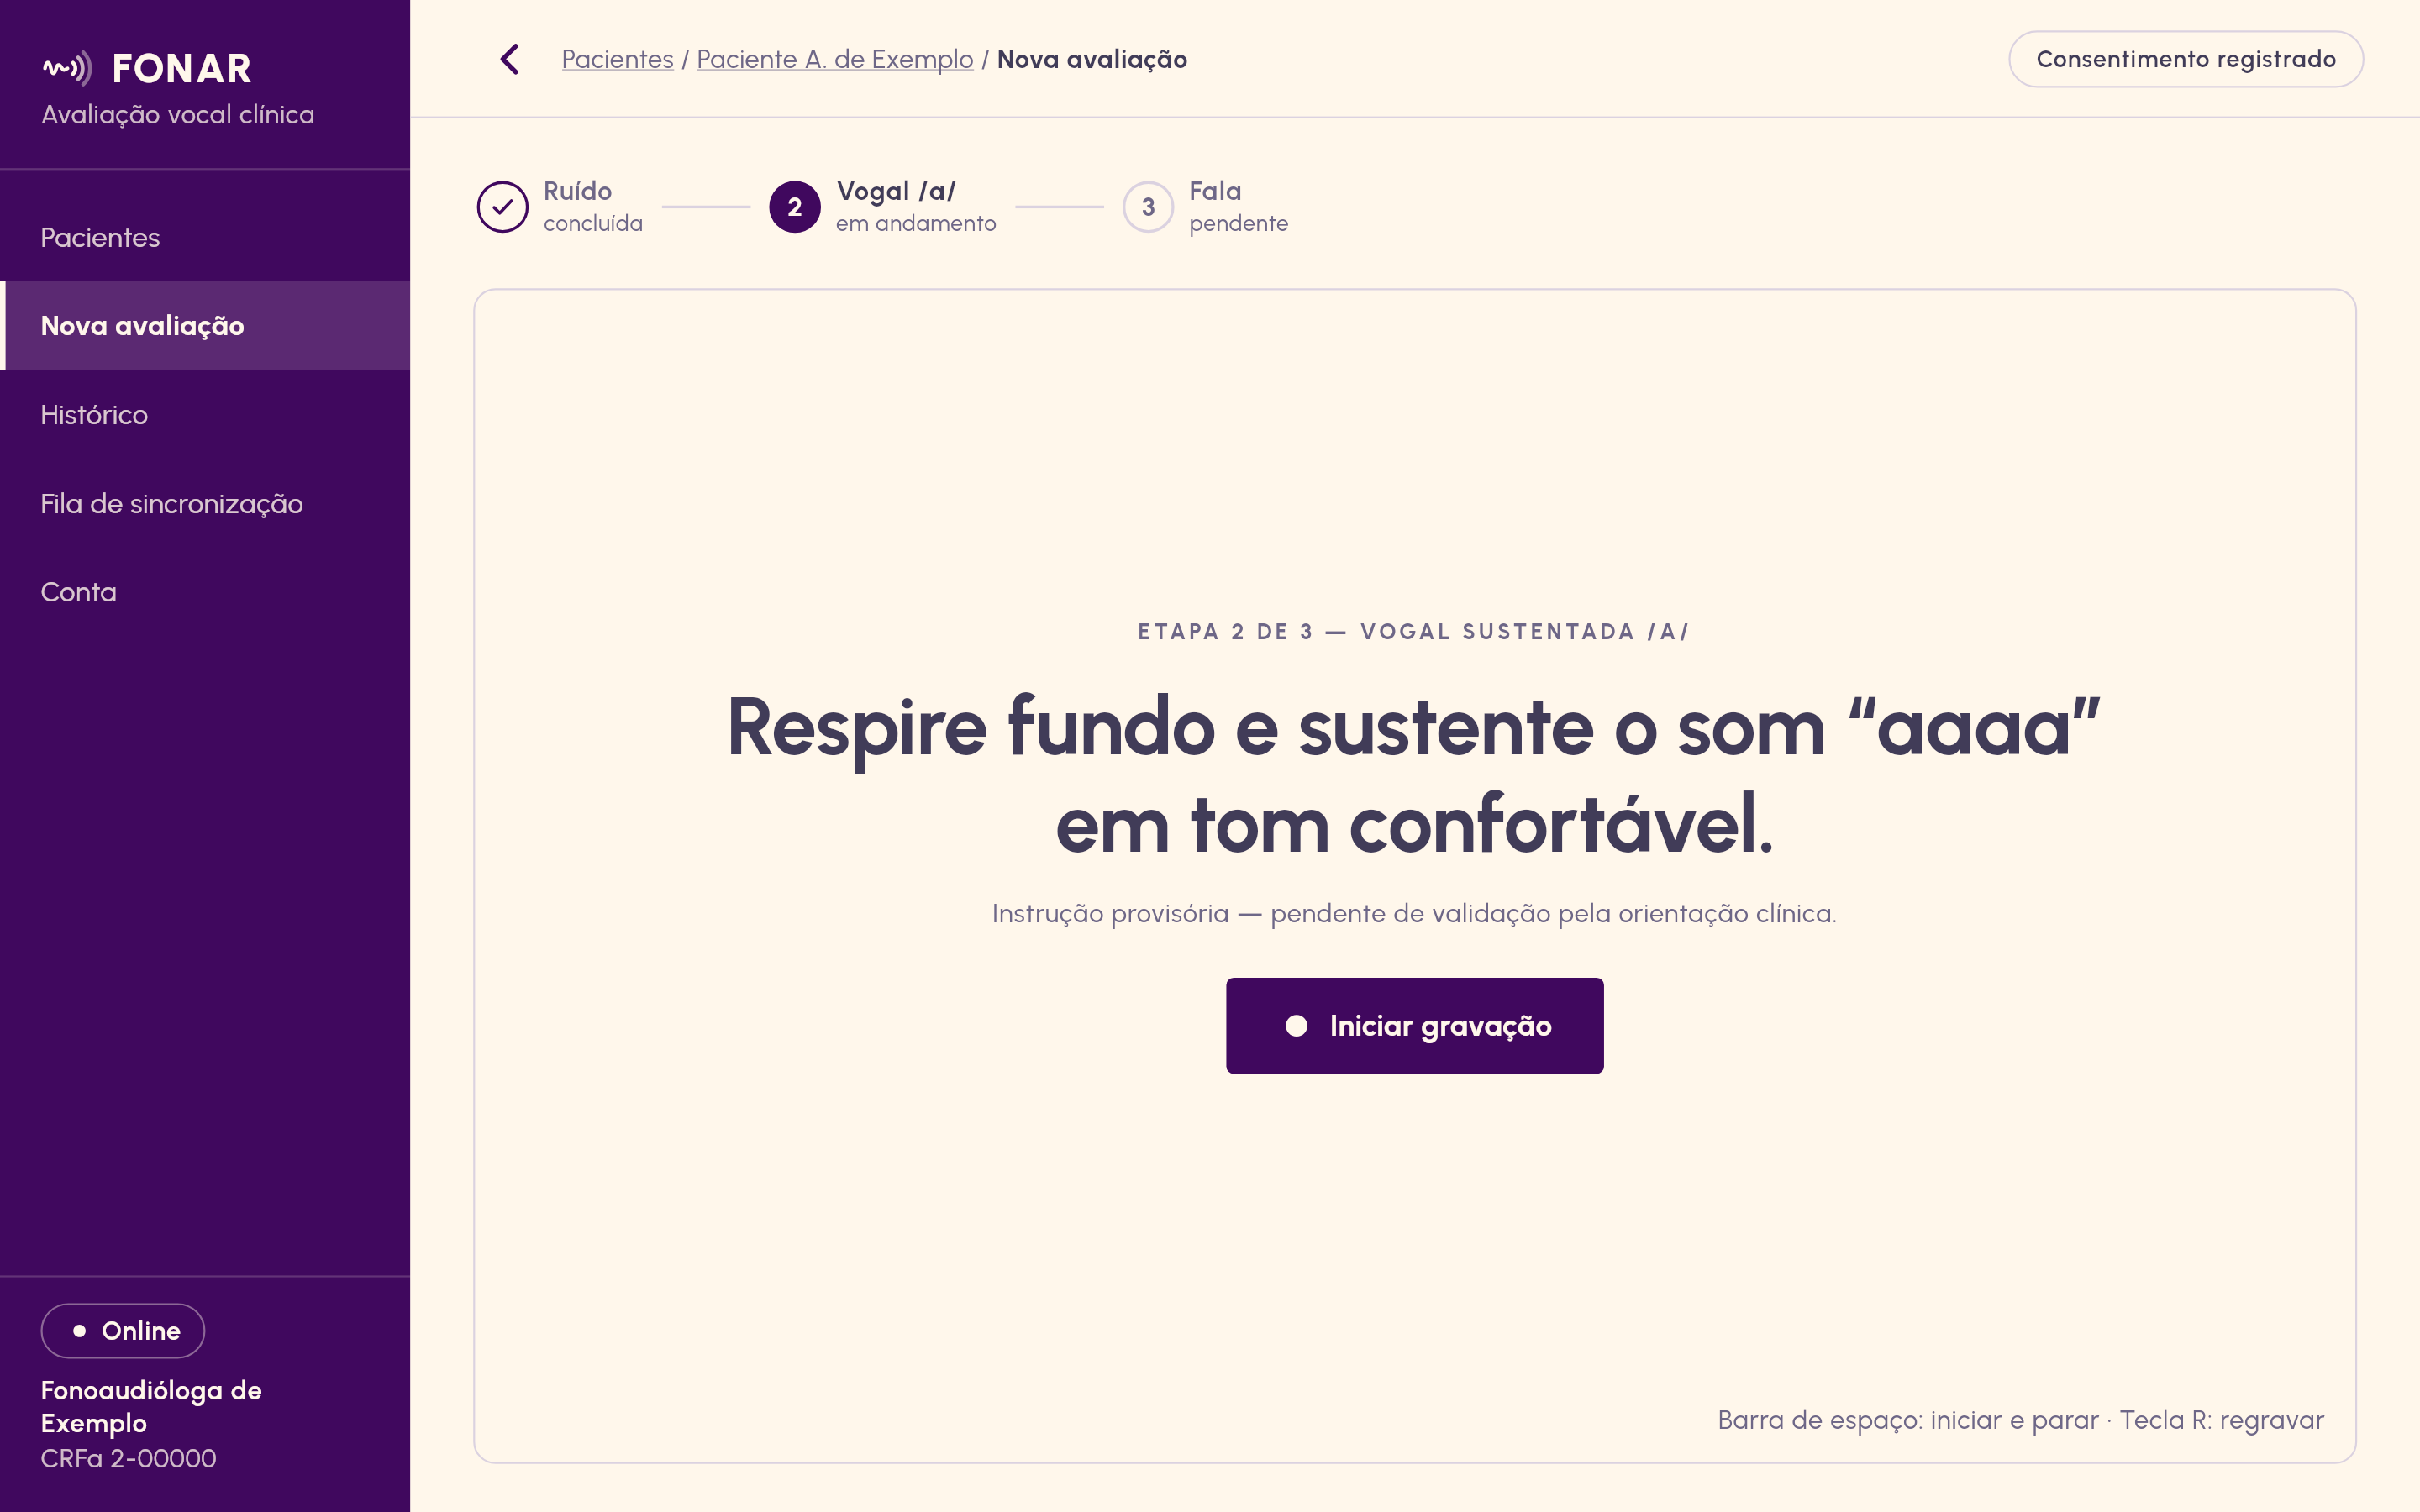 FONAR
Avaliação vocal clínica
Pacientes
Nova avaliação
Histórico
Fila de sincronização
Conta
Online
Fonoaudióloga de
Exemplo
CRFa 2-00000
Pacientes / Paciente A. de Exemplo / Nova avaliação
Consentimento registrado
Ruído
concluída
2
Vogal /a/
em andamento
3
Fala
pendente
ETAPA 2 DE 3 — VOGAL SUSTENTADA /A/
Respire fundo e sustente o som “aaaa”
em tom confortável.
Instrução provisória — pendente de validação pela orientação clínica.
Iniciar gravação
Barra de espaço: iniciar e parar · Tecla R: regravar